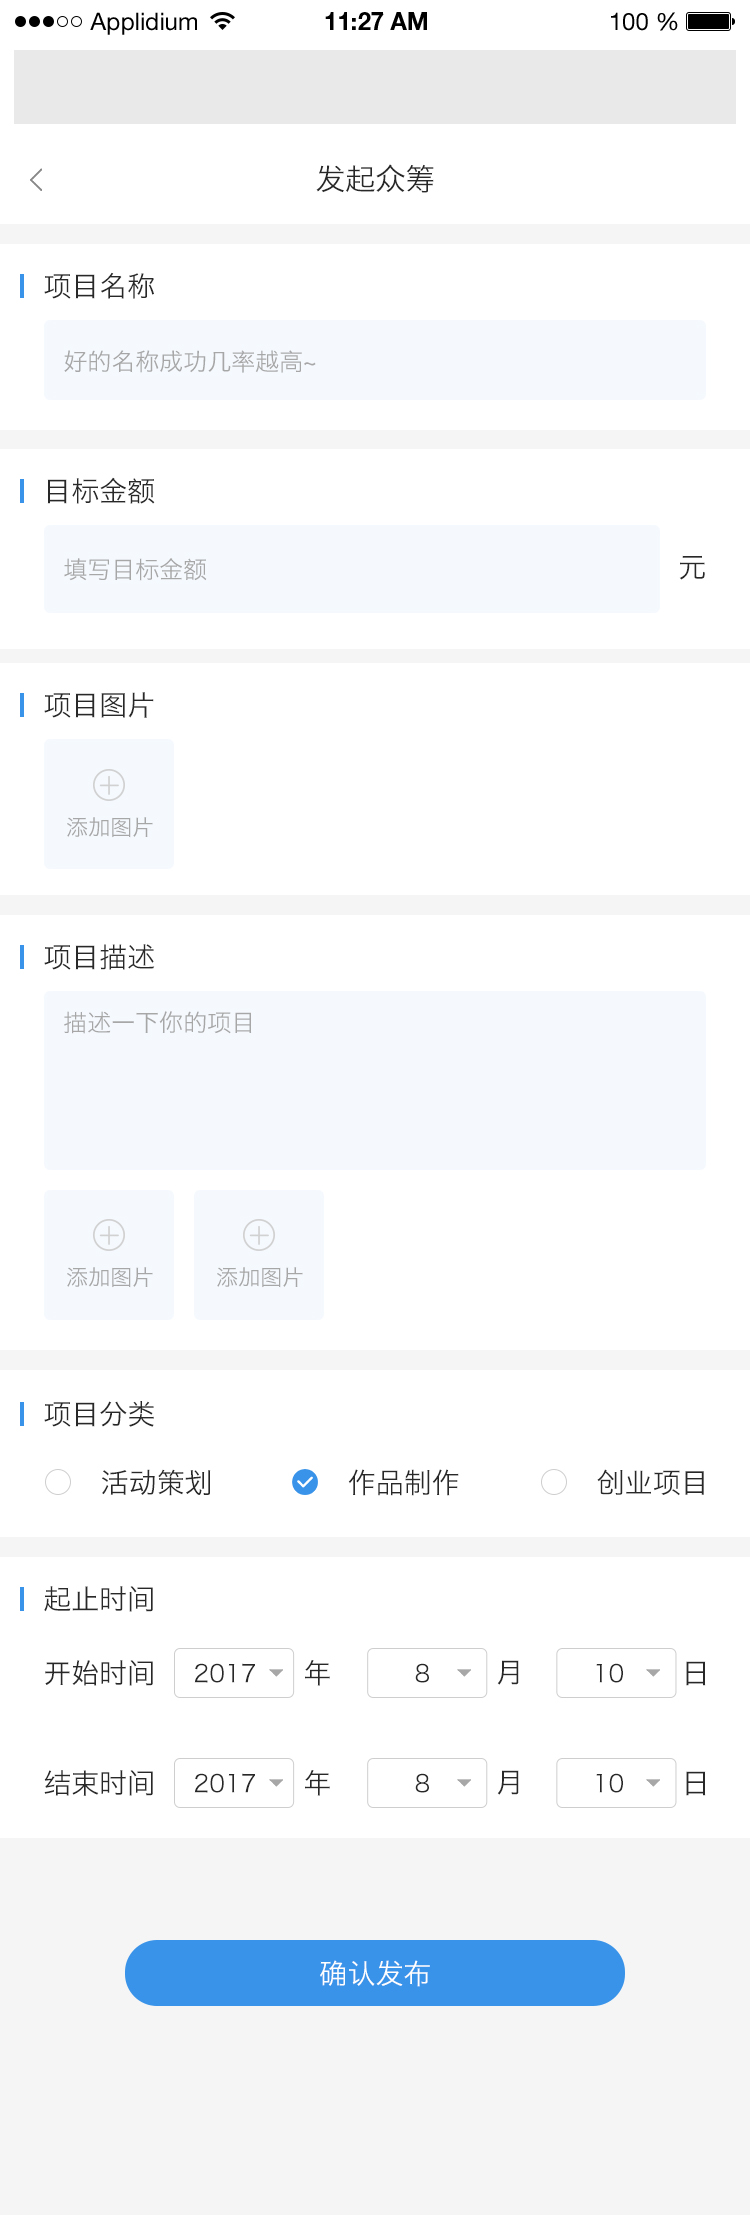 Applidium 11:27 AM 100 %
发起众筹
项目名称
好的名称成功几率越高~
目标金额
填写目标金额 元
项目图片
添加图片
项目描述
描述一下你的项目
添加图片 添加图片
项目分类
活动策划 作品制作 创业项目
起止时间
开始时间 2017 年 8 月 10 日
结束时间 2017 年 8 月 10 日
确认发布